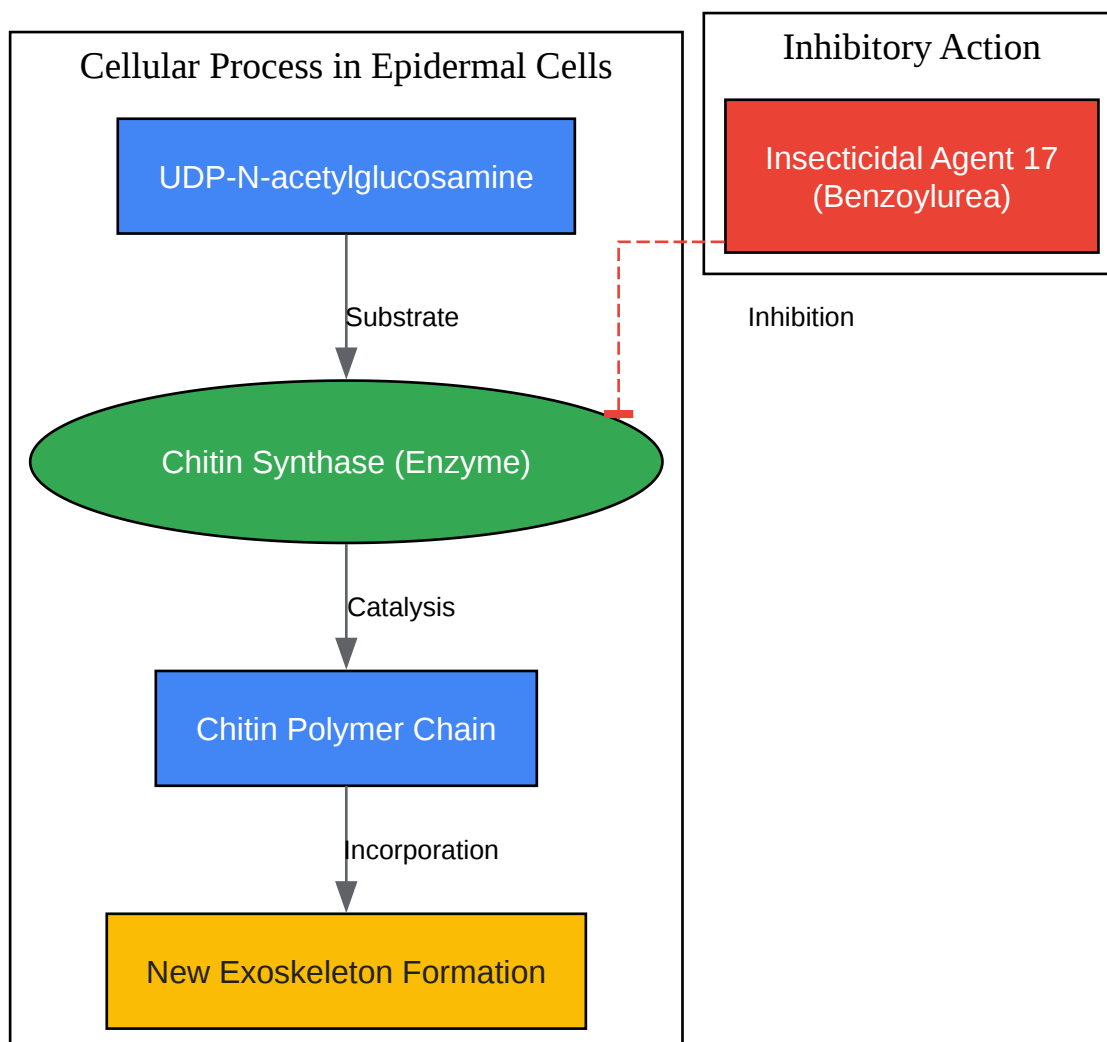 Cellular Process in Epidermal Cells
UDP-N-acetylglucosamine
Substrate
Chitin Synthase (Enzyme)
Catalysis
Chitin Polymer Chain
Incorporation
New Exoskeleton Formation
Inhibitory Action
Insecticidal Agent 17
(Benzoylurea)
Inhibition